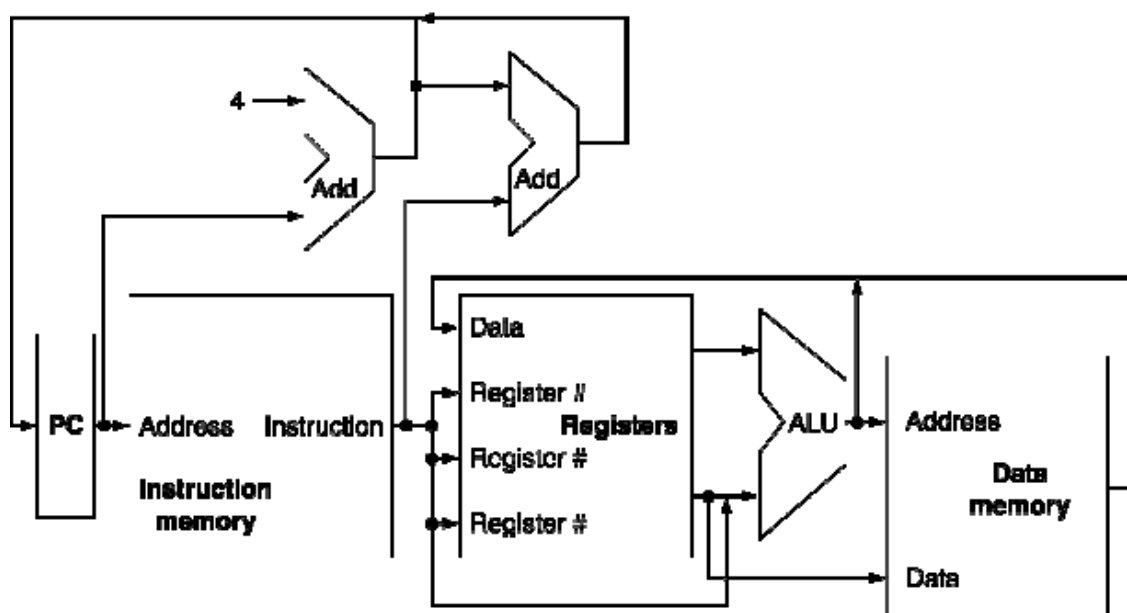 4
Add
Add
Data
Register #
PC
Address
Instruction
Registers
ALU
Address
Register #
Instruction
memory
Data
memory
Register #
Data